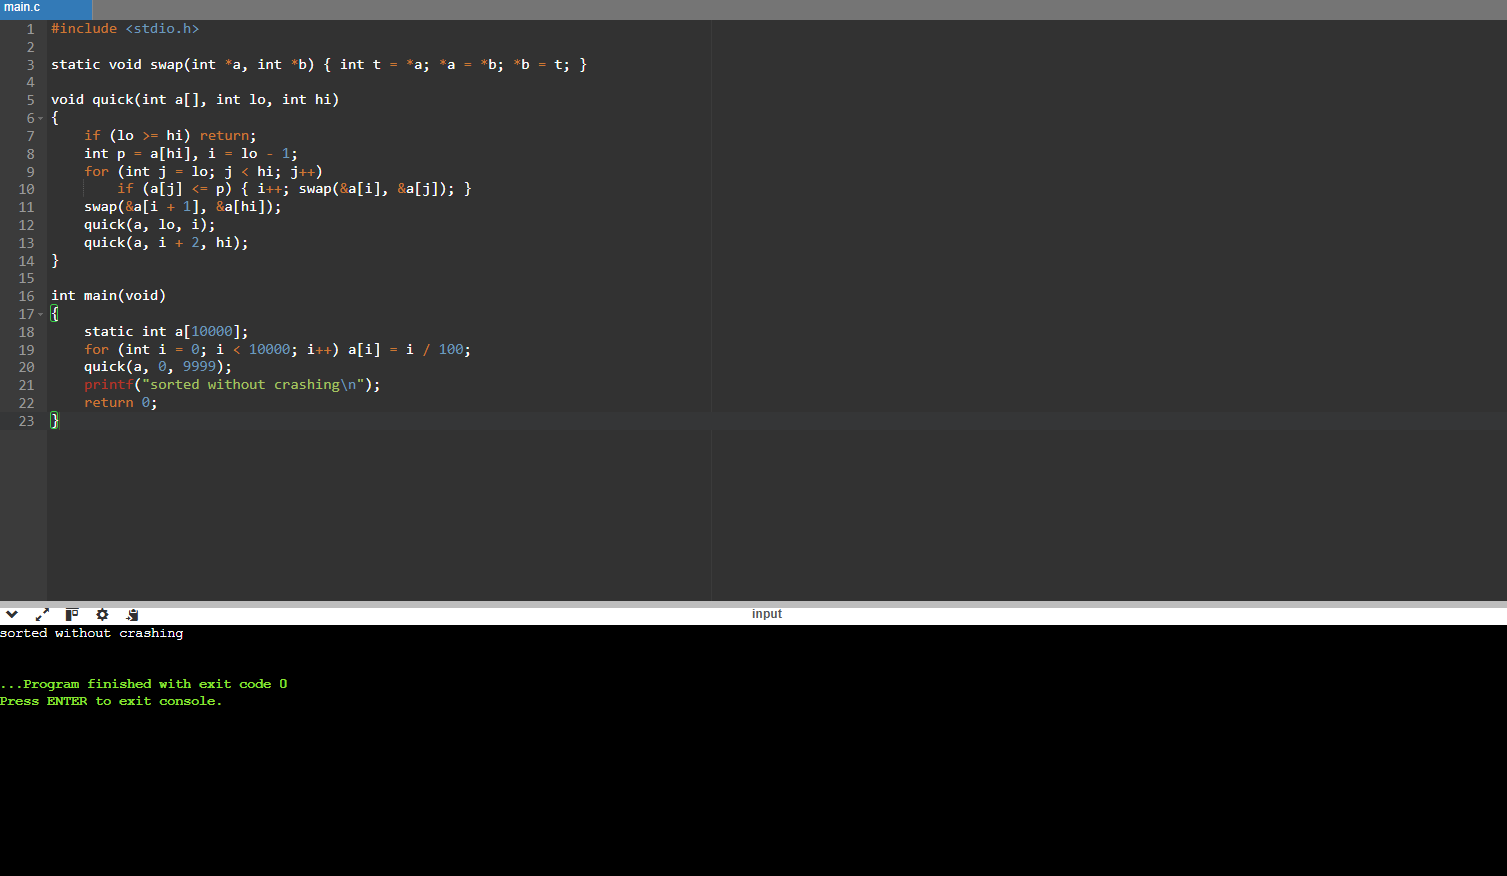 main.c
1 #include <stdio.h>
2
3 static void swap(int *a, int *b) { int t = *a; *a = *b; *b = t; }
4
5 void quick(int a[], int lo, int hi)
6 {
7     if (lo >= hi) return;
8     int p = a[hi], i = lo - 1;
9     for (int j = lo; j < hi; j++)
10         if (a[j] <= p) { i++; swap(&a[i], &a[j]); }
11     swap(&a[i + 1], &a[hi]);
12     quick(a, lo, i);
13     quick(a, i + 2, hi);
14 }
15
16 int main(void)
17 {
18     static int a[10000];
19     for (int i = 0; i < 10000; i++) a[i] = i / 100;
20     quick(a, 0, 9999);
21     printf("sorted without crashing\n");
22     return 0;
23 }
input
sorted without crashing
...Program finished with exit code 0
Press ENTER to exit console.